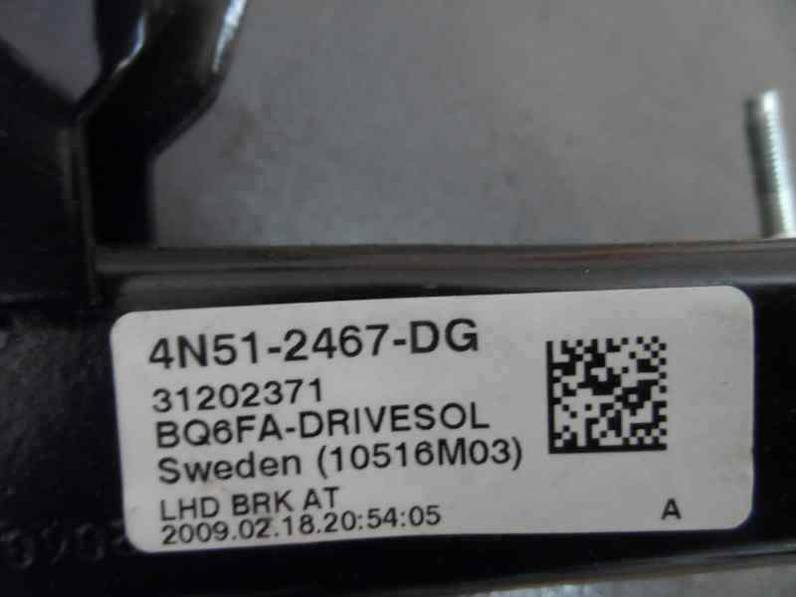 4N51-2467-DG
31202371
BQ6FA-DRIVESOL
Sweden (10516M03)
LHD BRK AT
2009.02.18.20:54:05
A